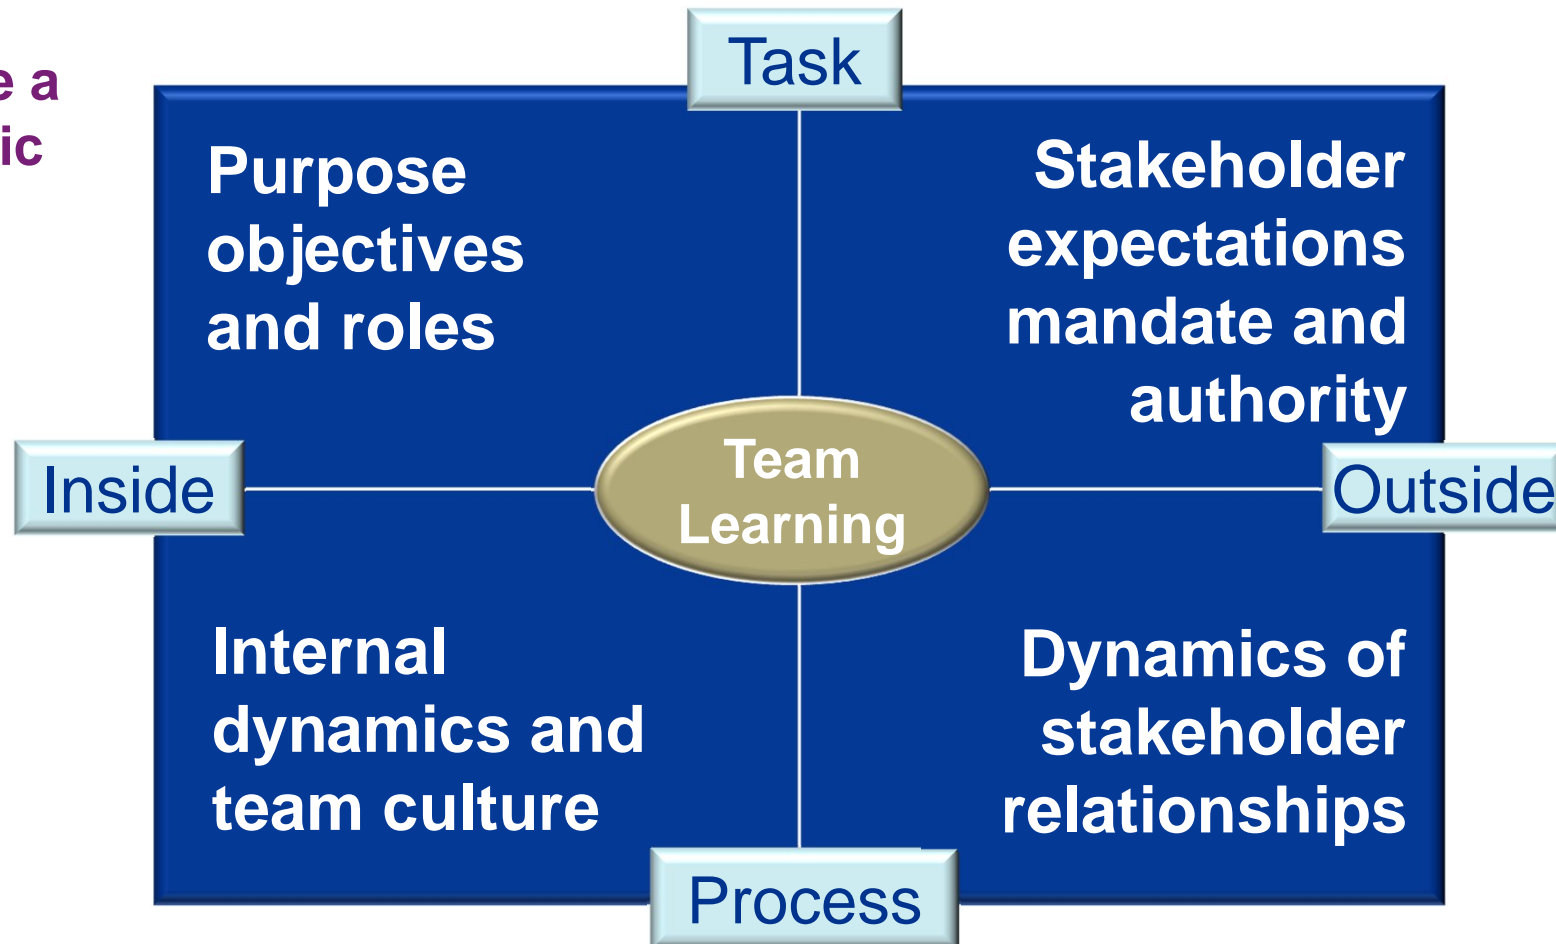 e a
ic
Task
Purpose
objectives
and roles
Stakeholder
expectations
mandate and
authority
Inside
Team
Learning
Outside
Internal
dynamics and
team culture
Dynamics of
stakeholder
relationships
Process